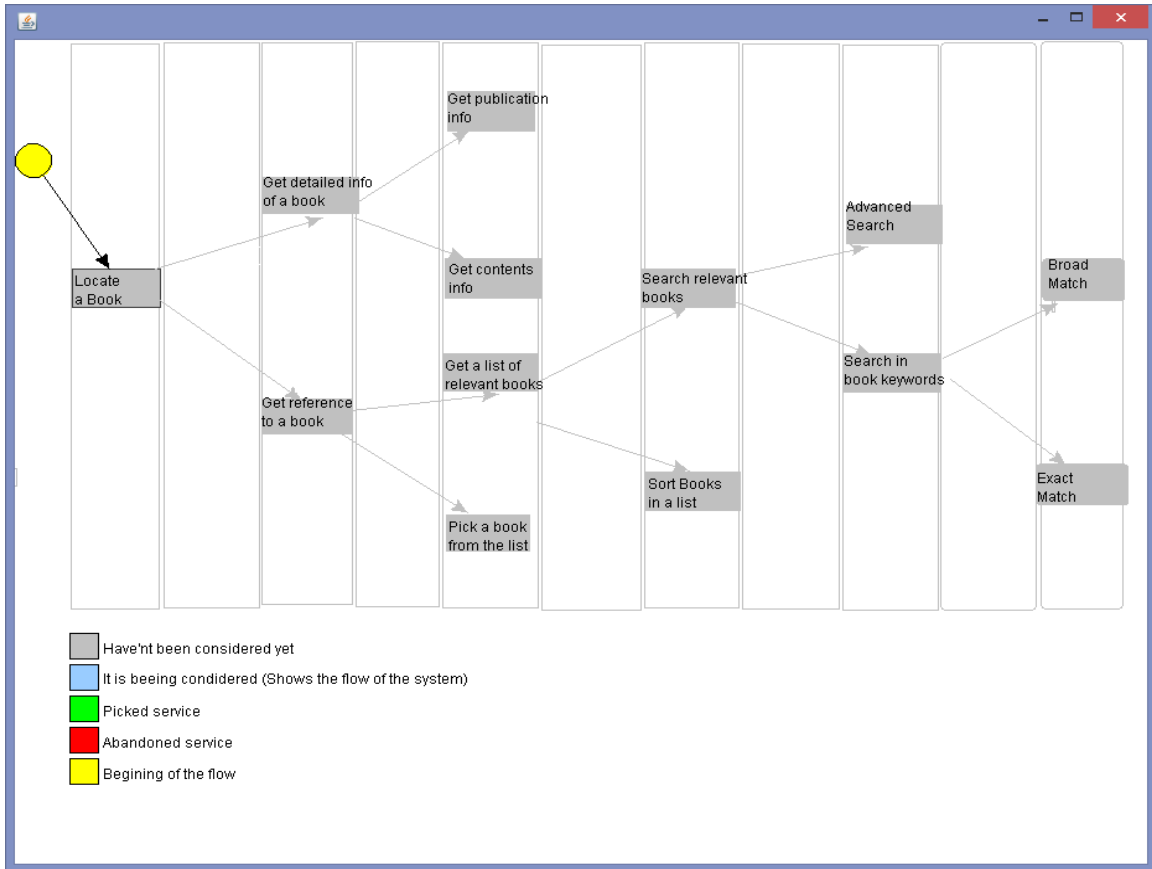 Get publication
info
Get detailed info
of a book
Advanced
Search
Locate
a Book
Get contents
info
Search relevant
books
Broad
Match
Get a list of
relevant books
Search in
book keywords
Get reference
to a book
Sort Books
in a list
Exact
Match
Pick a book
from the list
Have'nt been considered yet
It is beeing condidered (Shows the flow of the system)
Picked service
Abandoned service
Begining of the flow